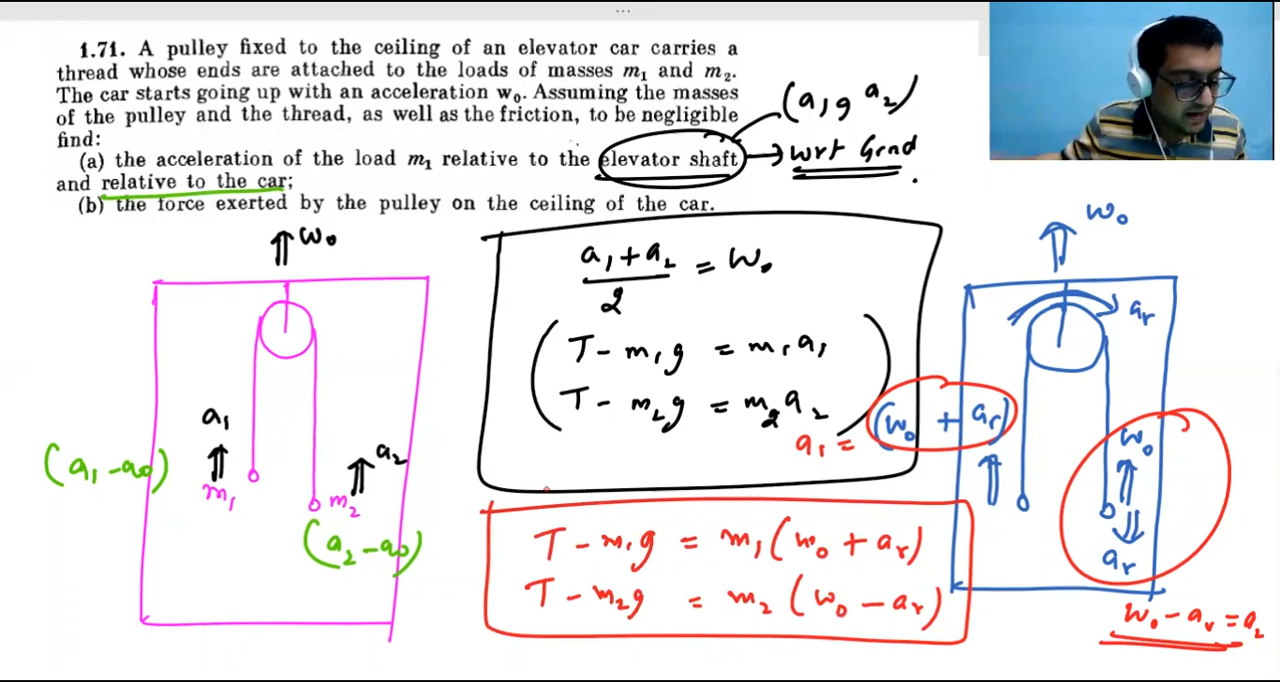 1.71. A pulley fixed to the ceiling of an elevator car carries a
thread whose ends are attached to the loads of masses m₁ and m₂.
The car starts going up with an acceleration w₀. Assuming the masses
of the pulley and the thread, as well as the friction, to be negligible
find:
(a) the acceleration of the load m₁ relative to the elevator shaft
and relative to the car;
(b) the force exerted by the pulley on the ceiling of the car.
(a₁, a₂)
→ wrt Grnd
w₀
a₁
(a₁ - a₀)
m₁
a₂
m₂
(a₂ - a₀)
(a₁ + a₂)/2 = w₀
T - m₁g = m₁a₁
T - m₂g = m₂a₂
a₁ = (w₀ + aᵣ)
T - m₁g = m₁(w₀ + aᵣ)
T - m₂g = m₂(w₀ - aᵣ)
w₀
aᵣ
w₀
aᵣ
w₀ - aᵣ = a₂